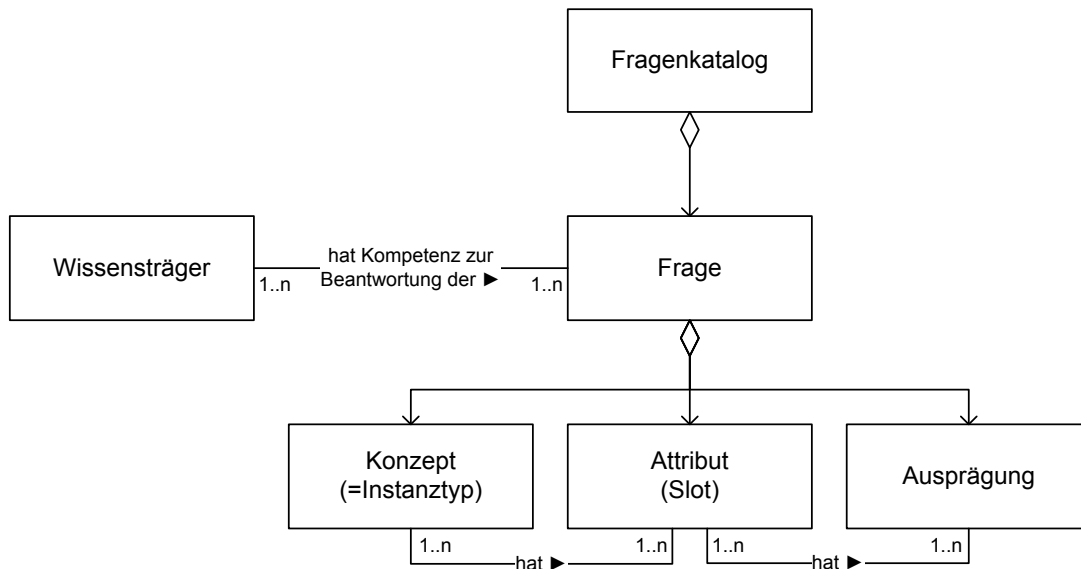 Fragenkatalog
Wissensträger
1..n
hat Kompetenz zur
Beantwortung der ►
1..n
Frage
Konzept
(=Instanztyp)
Attribut
(Slot)
Ausprägung
1..n
hat ►
1..n
1..n
hat ►
1..n